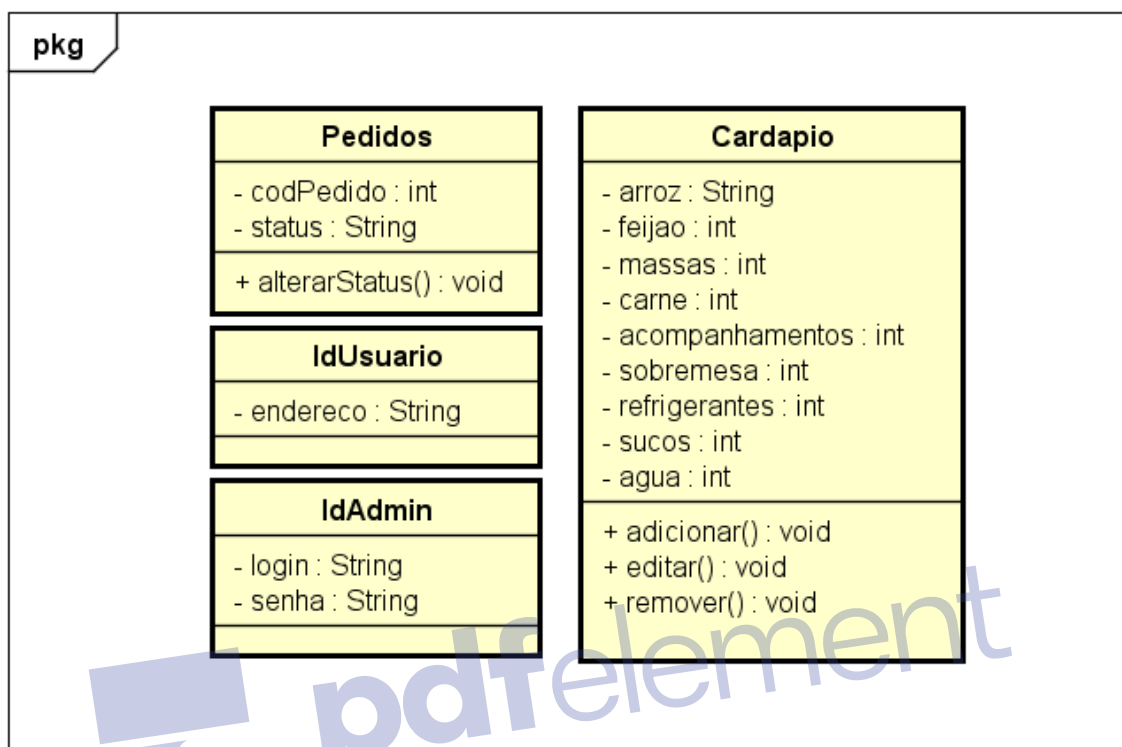 pkg
Pedidos
- codPedido : int
- status : String
+ alterarStatus() : void
IdUsuario
- endereco : String
IdAdmin
- login : String
- senha : String
Cardapio
- arroz : String
- feijao : int
- massas : int
- carne : int
- acompanhamentos : int
- sobremesa : int
- refrigerantes : int
- sucos : int
- agua : int
+ adicionar() : void
+ editar() : void
+ remover() : void
pdfelement